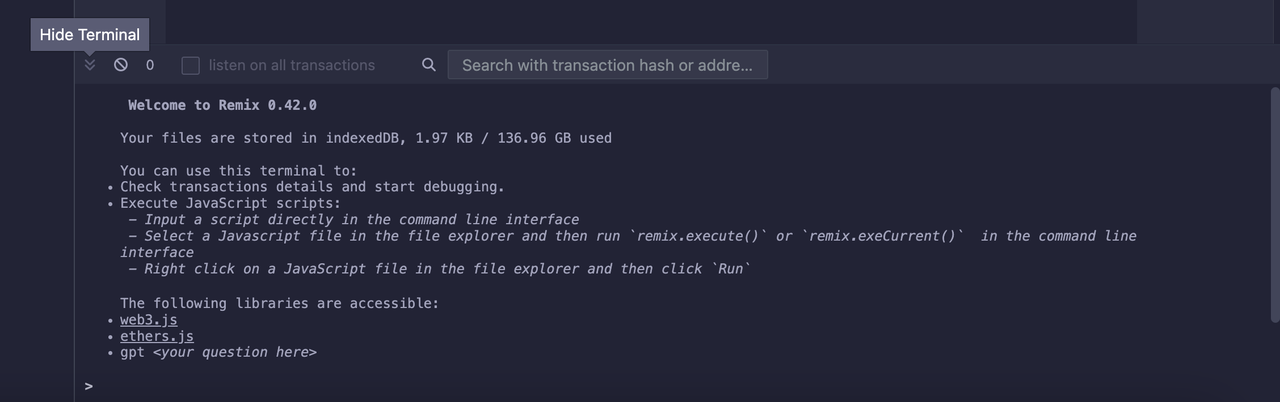 Hide Terminal
0 listen on all transactions Search with transaction hash or addre...
Welcome to Remix 0.42.0
Your files are stored in indexedDB, 1.97 KB / 136.96 GB used
You can use this terminal to:
• Check transactions details and start debugging.
• Execute JavaScript scripts:
- Input a script directly in the command line interface
- Select a Javascript file in the file explorer and then run `remix.execute()` or `remix.exeCurrent()`  in the command line
interface
- Right click on a JavaScript file in the file explorer and then click `Run`
The following libraries are accessible:
• web3.js
• ethers.js
• gpt <your question here>
>